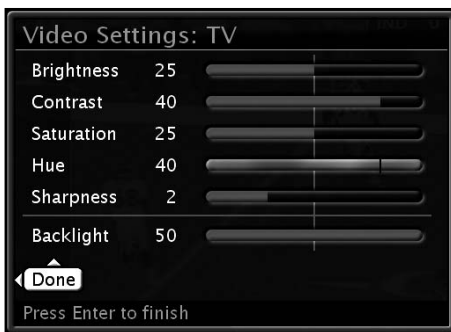 Video Settings: TV
Brightness 25
Contrast 40
Saturation 25
Hue 40
Sharpness 2
Backlight 50
Done
Press Enter to finish